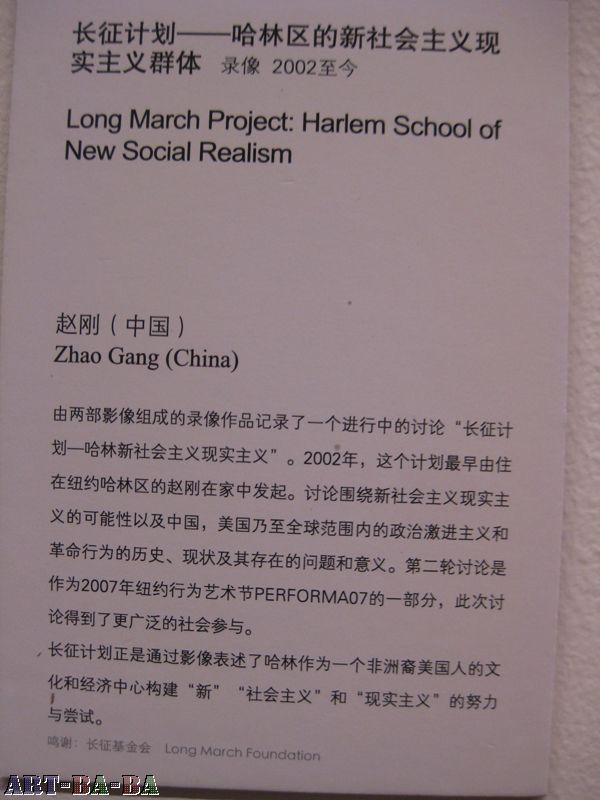 长征计划——哈林区的新社会主义现
实主义群体 录像 2002至今
Long March Project: Harlem School of
New Social Realism
赵刚（中国）
Zhao Gang (China)
由两部影像组成的录像作品记录了一个进行中的讨论“长征计
划—哈林新社会主义现实主义”。2002年，这个计划最早由住
在纽约哈林区的赵刚在家中发起。讨论围绕新社会主义现实主
义的可能性以及中国，美国乃至全球范围内的政治激进主义和
革命行为的历史、现状及其存在的问题和意义。第二轮讨论是
作为2007年纽约行为艺术节PERFORMA07的一部分，此次讨
论得到了更广泛的社会参与。
长征计划正是通过影像表述了哈林作为一个非洲裔美国人的文
化和经济中心构建“新”“社会主义”和“现实主义”的努力
与尝试。
鸣谢：长征基金会 Long March Foundation
ART-BA-BA